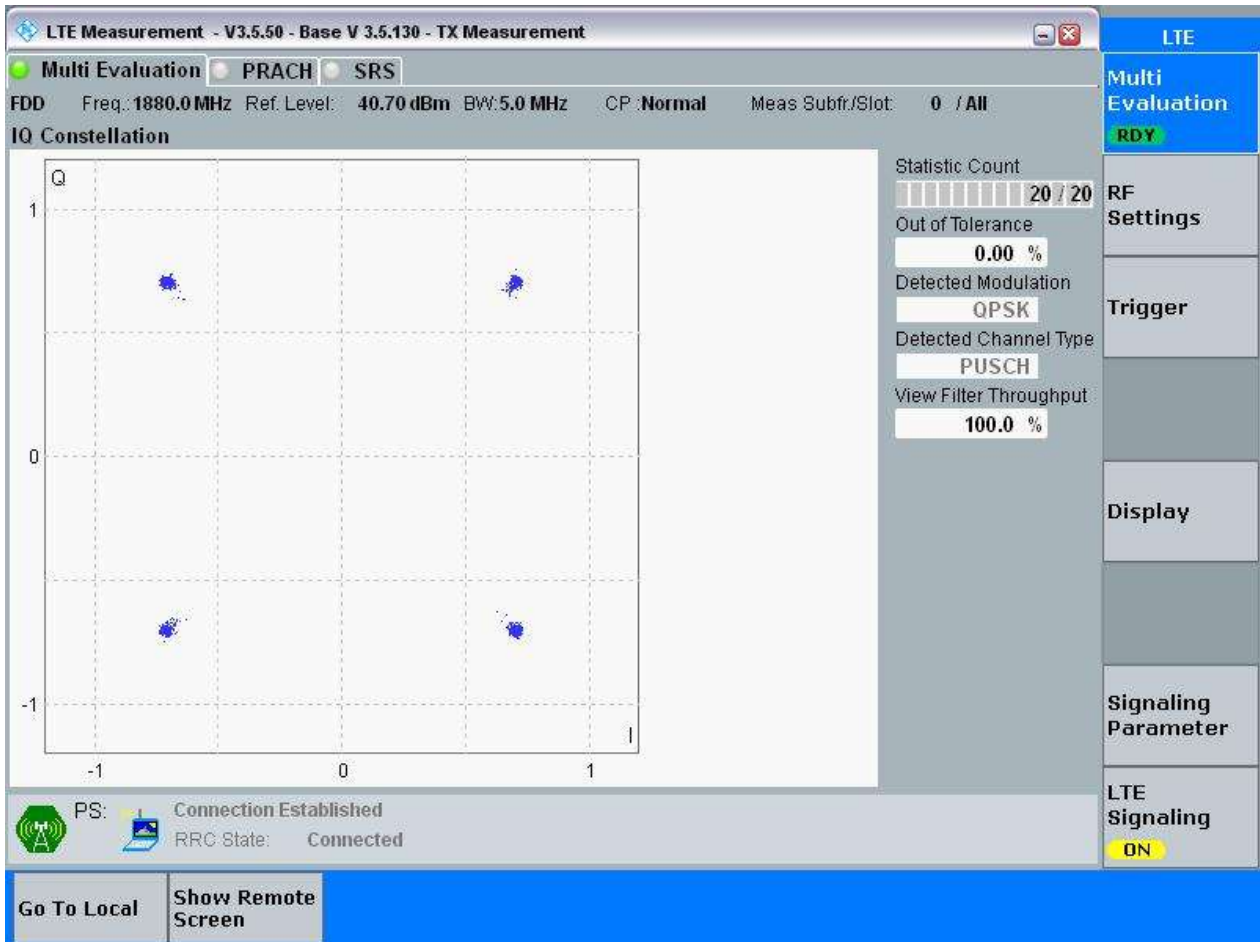 LTE Measurement - V3.5.50 - Base V 3.5.130 - TX Measurement
LTE
Multi Evaluation PRACH SRS
FDD Freq.: 1880.0 MHz Ref. Level: 40.70 dBm BW: 5.0 MHz CP : Normal Meas Subfr./Slot: 0 / All
IQ Constellation
Q
1
0
-1
I
-1 0 1
Statistic Count
20 / 20
Out of Tolerance
0.00 %
Detected Modulation
QPSK
Detected Channel Type
PUSCH
View Filter Throughput
100.0 %
Multi
Evaluation
RDY
RF
Settings
Trigger
Display
Signaling
Parameter
LTE
Signaling
ON
PS: Connection Established
RRC State: Connected
Go To Local
Show Remote
Screen